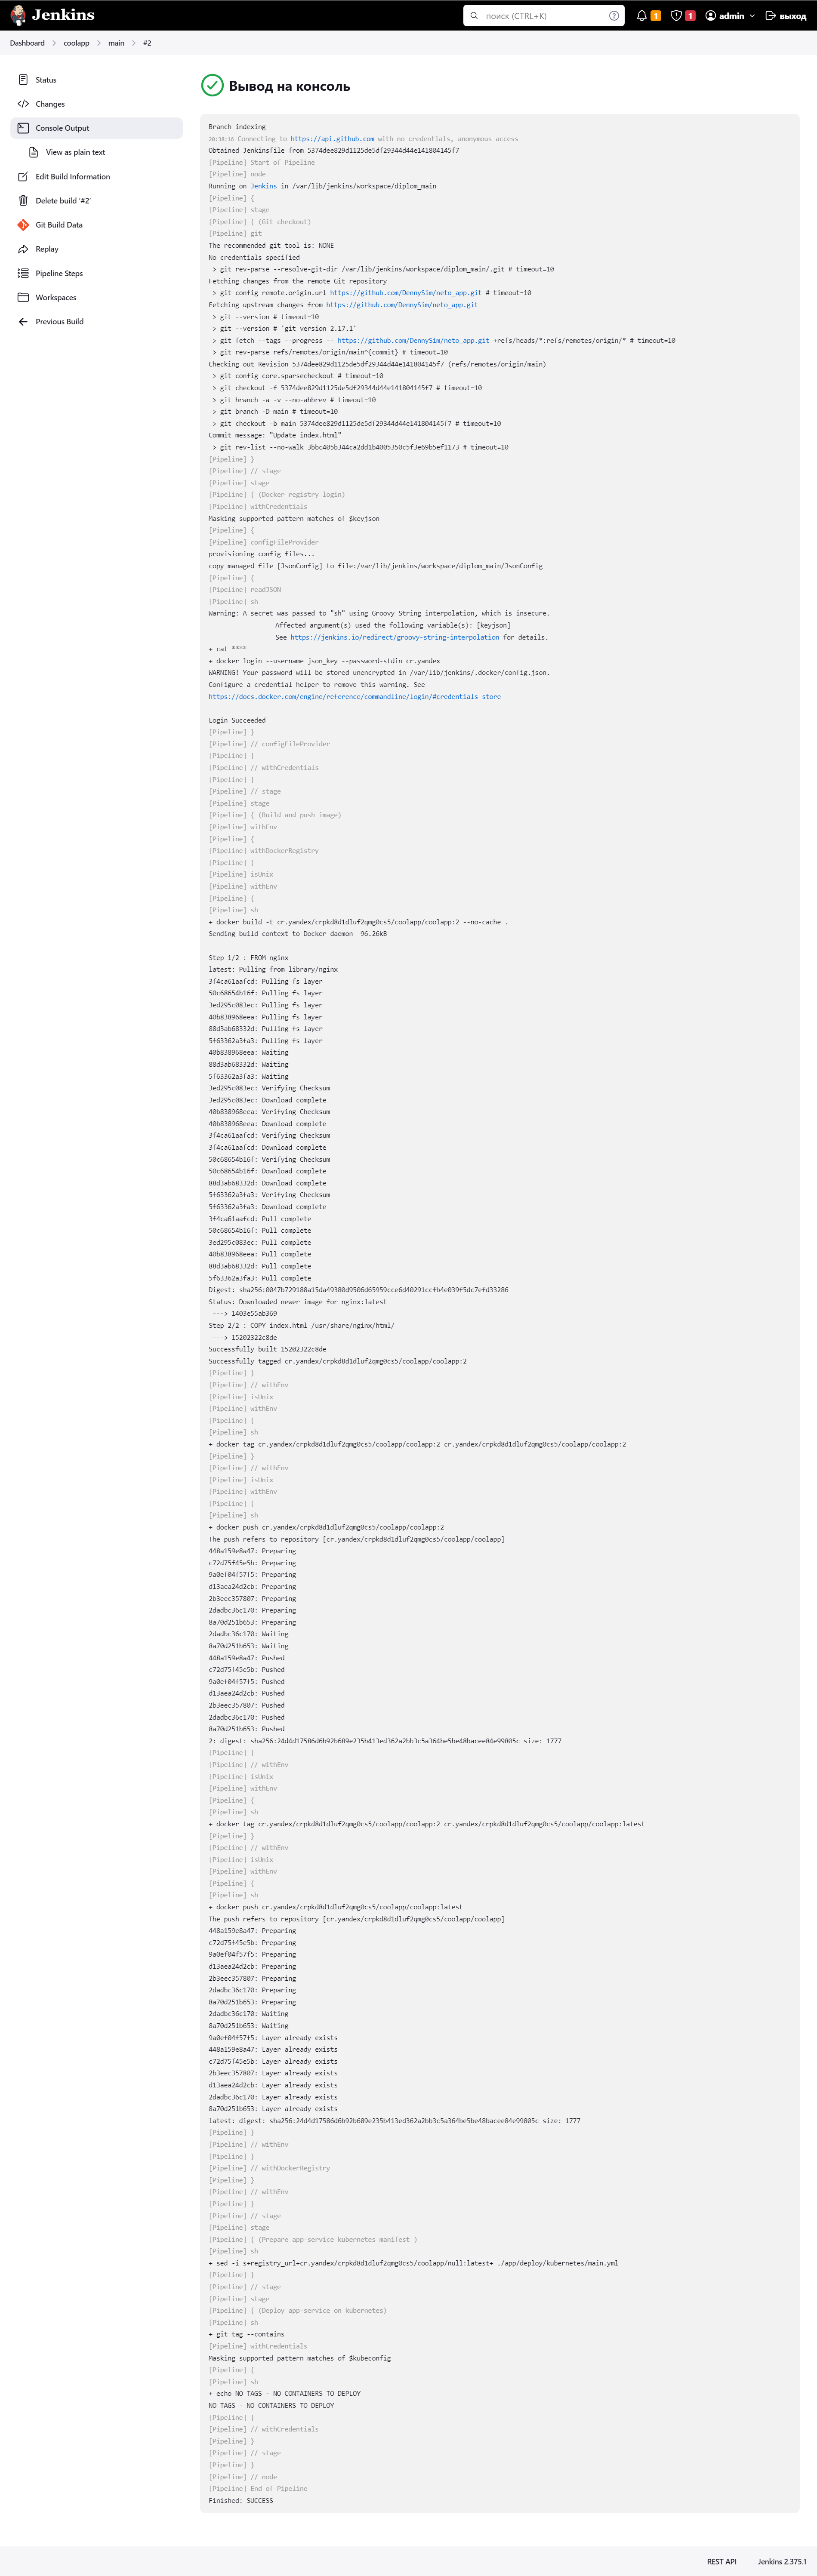 Jenkins
поиск (CTRL+K)
1
1
admin
выход
Dashboard
coolapp
main
#2
Status
Changes
Console Output
View as plain text
Edit Build Information
Delete build '#2'
Git Build Data
Replay
Pipeline Steps
Workspaces
Previous Build
Вывод на консоль
Branch indexing
20:38:16 Connecting to https://api.github.com with no credentials, anonymous access
Obtained Jenkinsfile from 5374dee829d1125de5df29344d44e141804145f7
[Pipeline] Start of Pipeline
[Pipeline] node
Running on Jenkins in /var/lib/jenkins/workspace/diplom_main
[Pipeline] {
[Pipeline] stage
[Pipeline] { (Git checkout)
[Pipeline] git
The recommended git tool is: NONE
No credentials specified
> git rev-parse --resolve-git-dir /var/lib/jenkins/workspace/diplom_main/.git # timeout=10
Fetching changes from the remote Git repository
> git config remote.origin.url https://github.com/DennySim/neto_app.git # timeout=10
Fetching upstream changes from https://github.com/DennySim/neto_app.git
> git --version # timeout=10
> git --version # 'git version 2.17.1'
> git fetch --tags --progress -- https://github.com/DennySim/neto_app.git +refs/heads/*:refs/remotes/origin/* # timeout=10
> git rev-parse refs/remotes/origin/main^{commit} # timeout=10
Checking out Revision 5374dee829d1125de5df29344d44e141804145f7 (refs/remotes/origin/main)
> git config core.sparsecheckout # timeout=10
> git checkout -f 5374dee829d1125de5df29344d44e141804145f7 # timeout=10
> git branch -a -v --no-abbrev # timeout=10
> git branch -D main # timeout=10
> git checkout -b main 5374dee829d1125de5df29344d44e141804145f7 # timeout=10
Commit message: "Update index.html"
> git rev-list --no-walk 3bbc405b344ca2dd1b4005350c5f3e69b5ef1173 # timeout=10
[Pipeline] }
[Pipeline] // stage
[Pipeline] stage
[Pipeline] { (Docker registry login)
[Pipeline] withCredentials
Masking supported pattern matches of $keyjson
[Pipeline] {
[Pipeline] configFileProvider
provisioning config files...
copy managed file [JsonConfig] to file:/var/lib/jenkins/workspace/diplom_main/JsonConfig
[Pipeline] {
[Pipeline] readJSON
[Pipeline] sh
Warning: A secret was passed to "sh" using Groovy String interpolation, which is insecure.
Affected argument(s) used the following variable(s): [keyjson]
See https://jenkins.io/redirect/groovy-string-interpolation for details.
+ cat ****
+ docker login --username json_key --password-stdin cr.yandex
WARNING! Your password will be stored unencrypted in /var/lib/jenkins/.docker/config.json.
Configure a credential helper to remove this warning. See
https://docs.docker.com/engine/reference/commandline/login/#credentials-store
Login Succeeded
[Pipeline] }
[Pipeline] // configFileProvider
[Pipeline] }
[Pipeline] // withCredentials
[Pipeline] }
[Pipeline] // stage
[Pipeline] stage
[Pipeline] { (Build and push image)
[Pipeline] withEnv
[Pipeline] {
[Pipeline] withDockerRegistry
[Pipeline] {
[Pipeline] isUnix
[Pipeline] withEnv
[Pipeline] {
[Pipeline] sh
+ docker build -t cr.yandex/crpkd8d1dluf2qmg0cs5/coolapp/coolapp:2 --no-cache .
Sending build context to Docker daemon  96.26kB
Step 1/2 : FROM nginx
latest: Pulling from library/nginx
3f4ca61aafcd: Pulling fs layer
50c68654b16f: Pulling fs layer
3ed295c083ec: Pulling fs layer
40b838968eea: Pulling fs layer
88d3ab68332d: Pulling fs layer
5f63362a3fa3: Pulling fs layer
40b838968eea: Waiting
88d3ab68332d: Waiting
5f63362a3fa3: Waiting
3ed295c083ec: Verifying Checksum
3ed295c083ec: Download complete
40b838968eea: Verifying Checksum
40b838968eea: Download complete
3f4ca61aafcd: Verifying Checksum
3f4ca61aafcd: Download complete
50c68654b16f: Verifying Checksum
50c68654b16f: Download complete
88d3ab68332d: Download complete
5f63362a3fa3: Verifying Checksum
5f63362a3fa3: Download complete
3f4ca61aafcd: Pull complete
50c68654b16f: Pull complete
3ed295c083ec: Pull complete
40b838968eea: Pull complete
88d3ab68332d: Pull complete
5f63362a3fa3: Pull complete
Digest: sha256:0047b729188a15da49380d9506d65959cce6d40291ccfb4e039f5dc7efd33286
Status: Downloaded newer image for nginx:latest
---> 1403e55ab369
Step 2/2 : COPY index.html /usr/share/nginx/html/
---> 15202322c8de
Successfully built 15202322c8de
Successfully tagged cr.yandex/crpkd8d1dluf2qmg0cs5/coolapp/coolapp:2
[Pipeline] }
[Pipeline] // withEnv
[Pipeline] isUnix
[Pipeline] withEnv
[Pipeline] {
[Pipeline] sh
+ docker tag cr.yandex/crpkd8d1dluf2qmg0cs5/coolapp/coolapp:2 cr.yandex/crpkd8d1dluf2qmg0cs5/coolapp/coolapp:2
[Pipeline] }
[Pipeline] // withEnv
[Pipeline] isUnix
[Pipeline] withEnv
[Pipeline] {
[Pipeline] sh
+ docker push cr.yandex/crpkd8d1dluf2qmg0cs5/coolapp/coolapp:2
The push refers to repository [cr.yandex/crpkd8d1dluf2qmg0cs5/coolapp/coolapp]
448a159e8a47: Preparing
c72d75f45e5b: Preparing
9a0ef04f57f5: Preparing
d13aea24d2cb: Preparing
2b3eec357807: Preparing
2dadbc36c170: Preparing
8a70d251b653: Preparing
2dadbc36c170: Waiting
8a70d251b653: Waiting
448a159e8a47: Pushed
c72d75f45e5b: Pushed
9a0ef04f57f5: Pushed
d13aea24d2cb: Pushed
2b3eec357807: Pushed
2dadbc36c170: Pushed
8a70d251b653: Pushed
2: digest: sha256:24d4d17586d6b92b689e235b413ed362a2bb3c5a364be5be48bacee84e99805c size: 1777
[Pipeline] }
[Pipeline] // withEnv
[Pipeline] isUnix
[Pipeline] withEnv
[Pipeline] {
[Pipeline] sh
+ docker tag cr.yandex/crpkd8d1dluf2qmg0cs5/coolapp/coolapp:2 cr.yandex/crpkd8d1dluf2qmg0cs5/coolapp/coolapp:latest
[Pipeline] }
[Pipeline] // withEnv
[Pipeline] isUnix
[Pipeline] withEnv
[Pipeline] {
[Pipeline] sh
+ docker push cr.yandex/crpkd8d1dluf2qmg0cs5/coolapp/coolapp:latest
The push refers to repository [cr.yandex/crpkd8d1dluf2qmg0cs5/coolapp/coolapp]
448a159e8a47: Preparing
c72d75f45e5b: Preparing
9a0ef04f57f5: Preparing
d13aea24d2cb: Preparing
2b3eec357807: Preparing
2dadbc36c170: Preparing
8a70d251b653: Preparing
2dadbc36c170: Waiting
8a70d251b653: Waiting
9a0ef04f57f5: Layer already exists
448a159e8a47: Layer already exists
c72d75f45e5b: Layer already exists
2b3eec357807: Layer already exists
d13aea24d2cb: Layer already exists
2dadbc36c170: Layer already exists
8a70d251b653: Layer already exists
latest: digest: sha256:24d4d17586d6b92b689e235b413ed362a2bb3c5a364be5be48bacee84e99805c size: 1777
[Pipeline] }
[Pipeline] // withEnv
[Pipeline] }
[Pipeline] // withDockerRegistry
[Pipeline] }
[Pipeline] // withEnv
[Pipeline] }
[Pipeline] // stage
[Pipeline] stage
[Pipeline] { (Prepare app-service kubernetes manifest )
[Pipeline] sh
+ sed -i s+registry_url+cr.yandex/crpkd8d1dluf2qmg0cs5/coolapp/null:latest+ ./app/deploy/kubernetes/main.yml
[Pipeline] }
[Pipeline] // stage
[Pipeline] stage
[Pipeline] { (Deploy app-service on kubernetes)
[Pipeline] sh
+ git tag --contains
[Pipeline] withCredentials
Masking supported pattern matches of $kubeconfig
[Pipeline] {
[Pipeline] sh
+ echo NO TAGS - NO CONTAINERS TO DEPLOY
NO TAGS - NO CONTAINERS TO DEPLOY
[Pipeline] }
[Pipeline] // withCredentials
[Pipeline] }
[Pipeline] // stage
[Pipeline] }
[Pipeline] // node
[Pipeline] End of Pipeline
Finished: SUCCESS
REST API
Jenkins 2.375.1